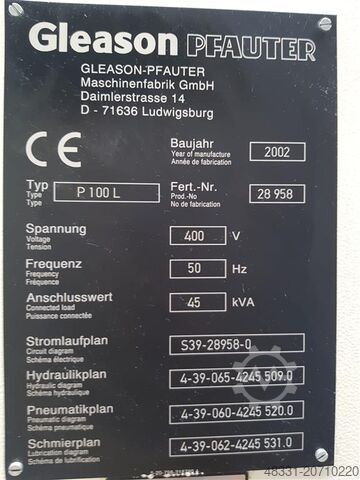 Gleason PFAUTER
GLEASON-PFAUTER
Maschinenfabrik GmbH
Daimlerstrasse 14
D - 71636 Ludwigsburg
CE
Baujahr
Year of manufacture
Année de fabrication
2002
Typ
Type
Type
P 100 L
Fert.-Nr.
Prod.-No
No de fabrication
28 958
Spannung
Voltage
Tension
400 V
Frequenz
Frequency
Fréquence
50 Hz
Anschlusswert
Connected load
Puissance connectée
45 kVA
Stromlaufplan
Circuit diagram
Schéma électrique
S39-28958-0
Hydraulikplan
Hydraulic diagram
Schéma hydraulique
4-39-065-4245 509.0
Pneumatikplan
Pneumatic diagram
Schéma pneumatique
4-39-060-4245 520.0
Schmierplan
Lubrication diagram
Schéma de lubrification
4-39-062-4245 531.0
48331-20710220